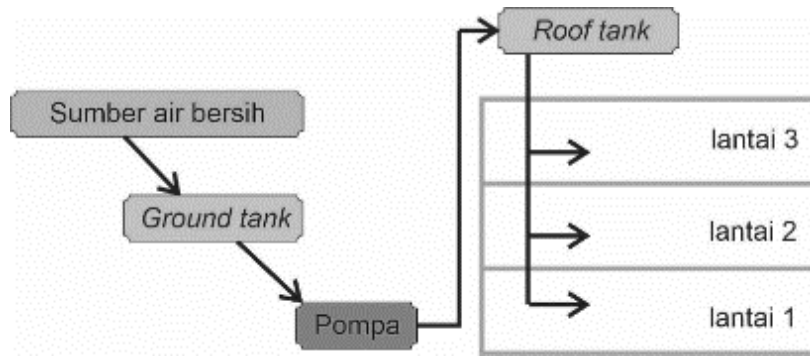 Roof tank
Sumber air bersih
lantai 3
Ground tank
lantai 2
Pompa
lantai 1